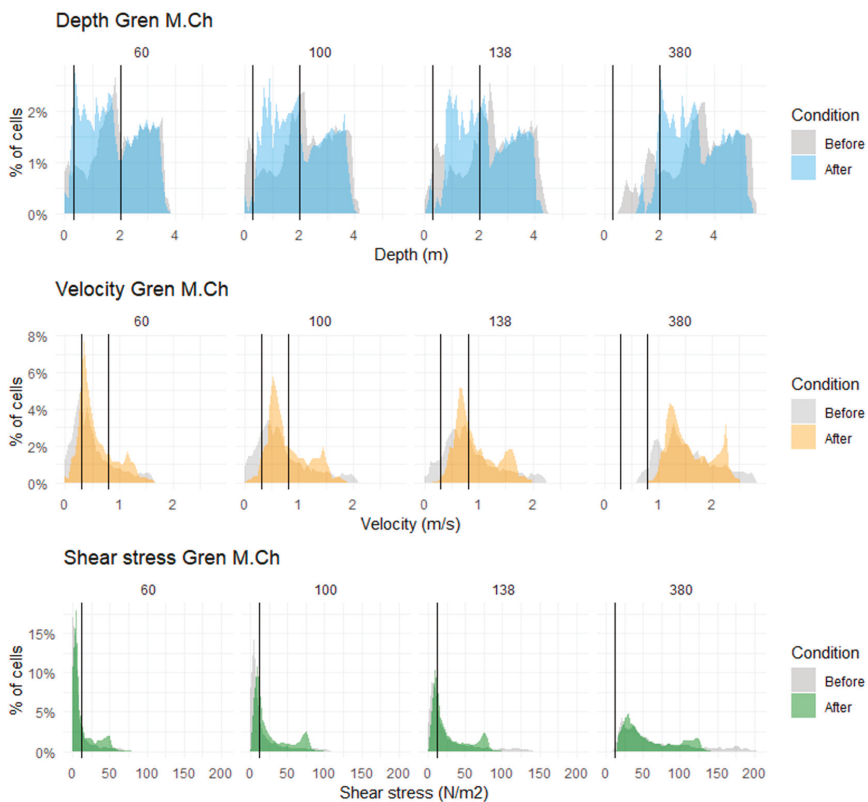 Depth Gren M.Ch
60 100 138 380
% of cells
2%
1%
0%
0 2 4 0 2 4 0 2 4 0 2 4
Depth (m)
Condition
Before
After
Velocity Gren M.Ch
60 100 138 380
% of cells
8%
6%
4%
2%
0%
0 1 2 0 1 2 0 1 2 0 1 2
Velocity (m/s)
Condition
Before
After
Shear stress Gren M.Ch
60 100 138 380
% of cells
15%
10%
5%
0%
0 50 100 150 200 0 50 100 150 200 0 50 100 150 200 0 50 100 150 200
Shear stress (N/m2)
Condition
Before
After